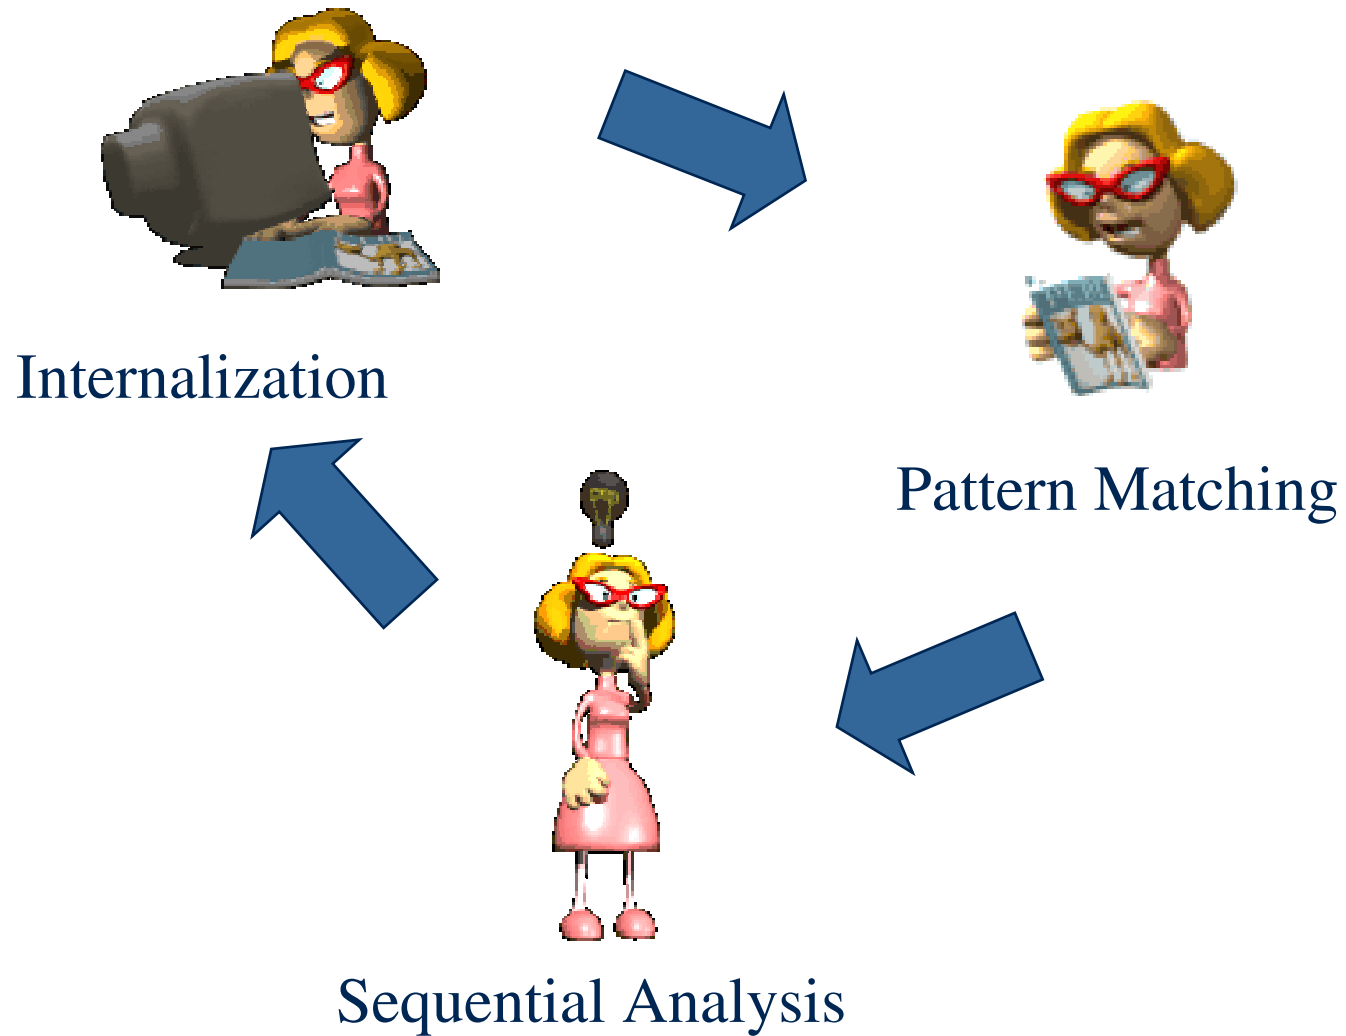 Internalization
Pattern Matching
Sequential Analysis